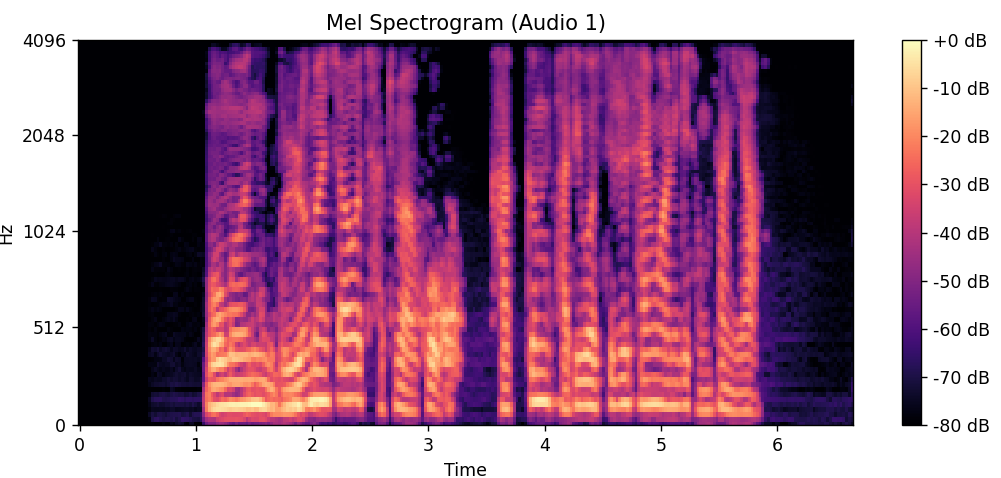 Mel Spectrogram (Audio 1)
4096
2048
1024
512
0
Hz
0 1 2 3 4 5 6
Time
+0 dB
-10 dB
-20 dB
-30 dB
-40 dB
-50 dB
-60 dB
-70 dB
-80 dB